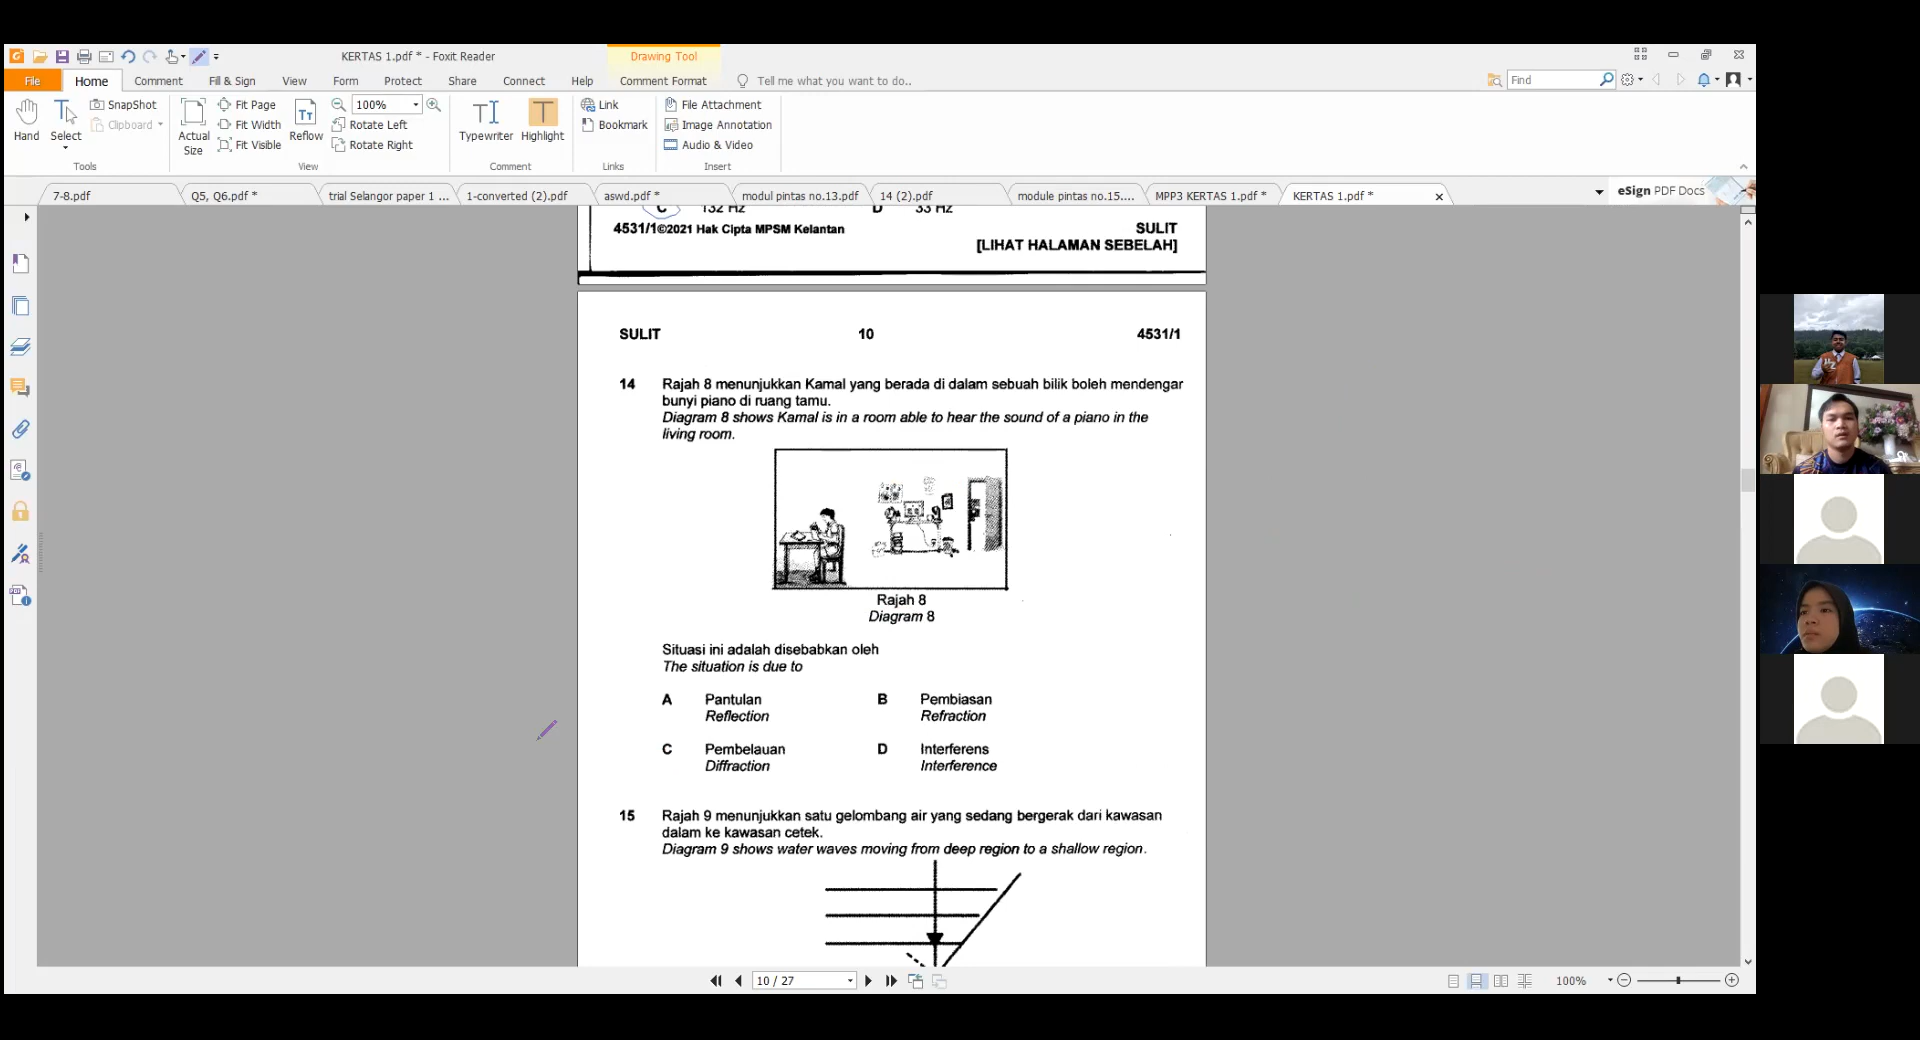 KERTAS 1.pdf * - Foxit Reader
Drawing Tool
File
Home
Comment
Fill & Sign
View
Form
Protect
Share
Connect
Help
Comment Format
Tell me what you want to do..
Find
Hand
Select
SnapShot
Clipboard
Tools
Actual Size
Fit Page
Fit Width
Fit Visible
Reflow
100%
Rotate Left
Rotate Right
View
Typewriter
Highlight
Comment
Link
Bookmark
Links
File Attachment
Image Annotation
Audio & Video
Insert
7-8.pdf
Q5, Q6.pdf *
trial Selangor paper 1 ...
1-converted (2).pdf
aswd.pdf *
modul pintas no.13.pdf
14 (2).pdf
module pintas no.15....
MPP3 KERTAS 1.pdf *
KERTAS 1.pdf *
eSign PDF Docs
C 132 Hz D 33 Hz
4531/1©2021 Hak Cipta MPSM Kelantan SULIT
[LIHAT HALAMAN SEBELAH]
SULIT 10 4531/1
14 Rajah 8 menunjukkan Kamal yang berada di dalam sebuah bilik boleh mendengar
bunyi piano di ruang tamu.
Diagram 8 shows Kamal is in a room able to hear the sound of a piano in the
living room.
Rajah 8
Diagram 8
Situasi ini adalah disebabkan oleh
The situation is due to
A Pantulan B Pembiasan
Reflection Refraction
C Pembelauan D Interferens
Diffraction Interference
15 Rajah 9 menunjukkan satu gelombang air yang sedang bergerak dari kawasan
dalam ke kawasan cetek.
Diagram 9 shows water waves moving from deep region to a shallow region.
10 / 27
100%